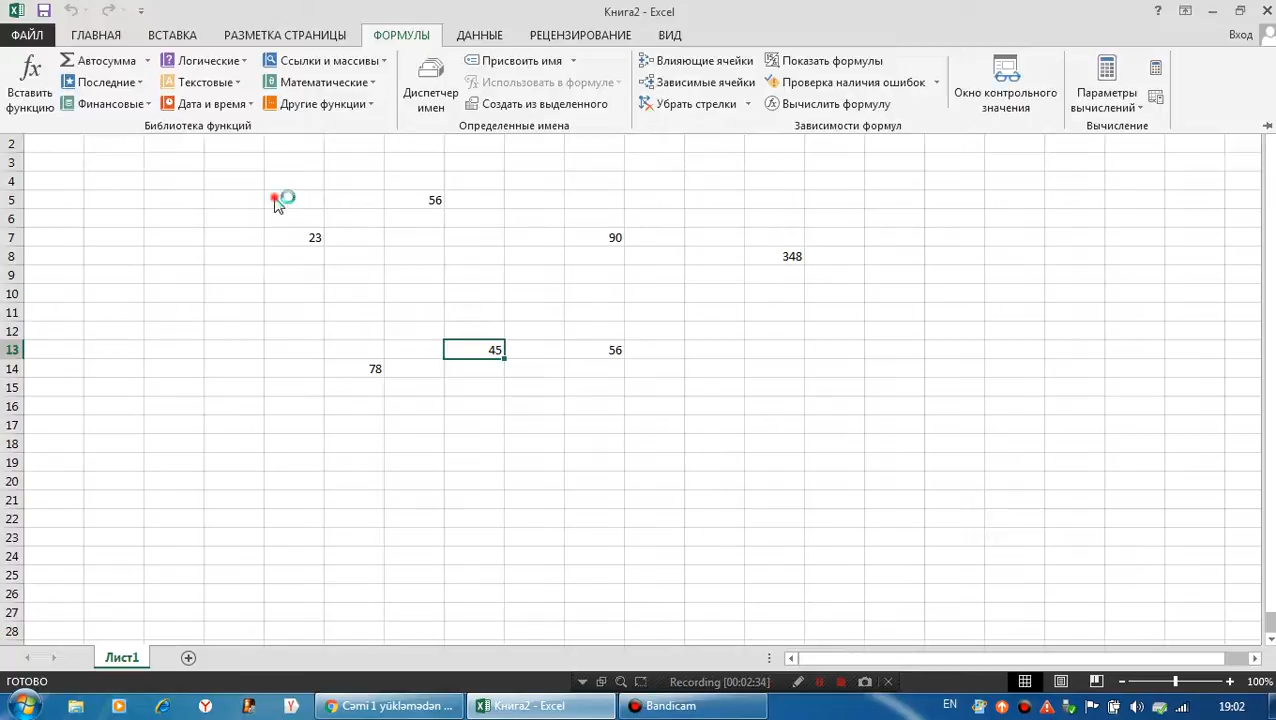 Книга2 - Excel
?
ФАЙЛ ГЛАВНАЯ ВСТАВКА РАЗМЕТКА СТРАНИЦЫ ФОРМУЛЫ ДАННЫЕ РЕЦЕНЗИРОВАНИЕ ВИД Вход
fx Вставить функцию
Автосумма
Последние
Финансовые
Логические
Текстовые
Дата и время
Ссылки и массивы
Математические
Другие функции
Библиотека функций
Диспетчер имен
Присвоить имя
Использовать в формуле
Создать из выделенного
Определенные имена
Влияющие ячейки
Зависимые ячейки
Убрать стрелки
Показать формулы
Проверка наличия ошибок
Вычислить формулу
Зависимости формул
Окно контрольного значения
Параметры вычислений
Вычисление
2
3
4
5 56
6
7 23 90
8 348
9
10
11
12
13 45 56
14 78
15
16
17
18
19
20
21
22
23
24
25
26
27
28
Лист1
ГОТОВО Recording [00:02:34] 100%
Cəmi 1 yükləmədən ... Книга2 - Excel Bandicam EN 19:02